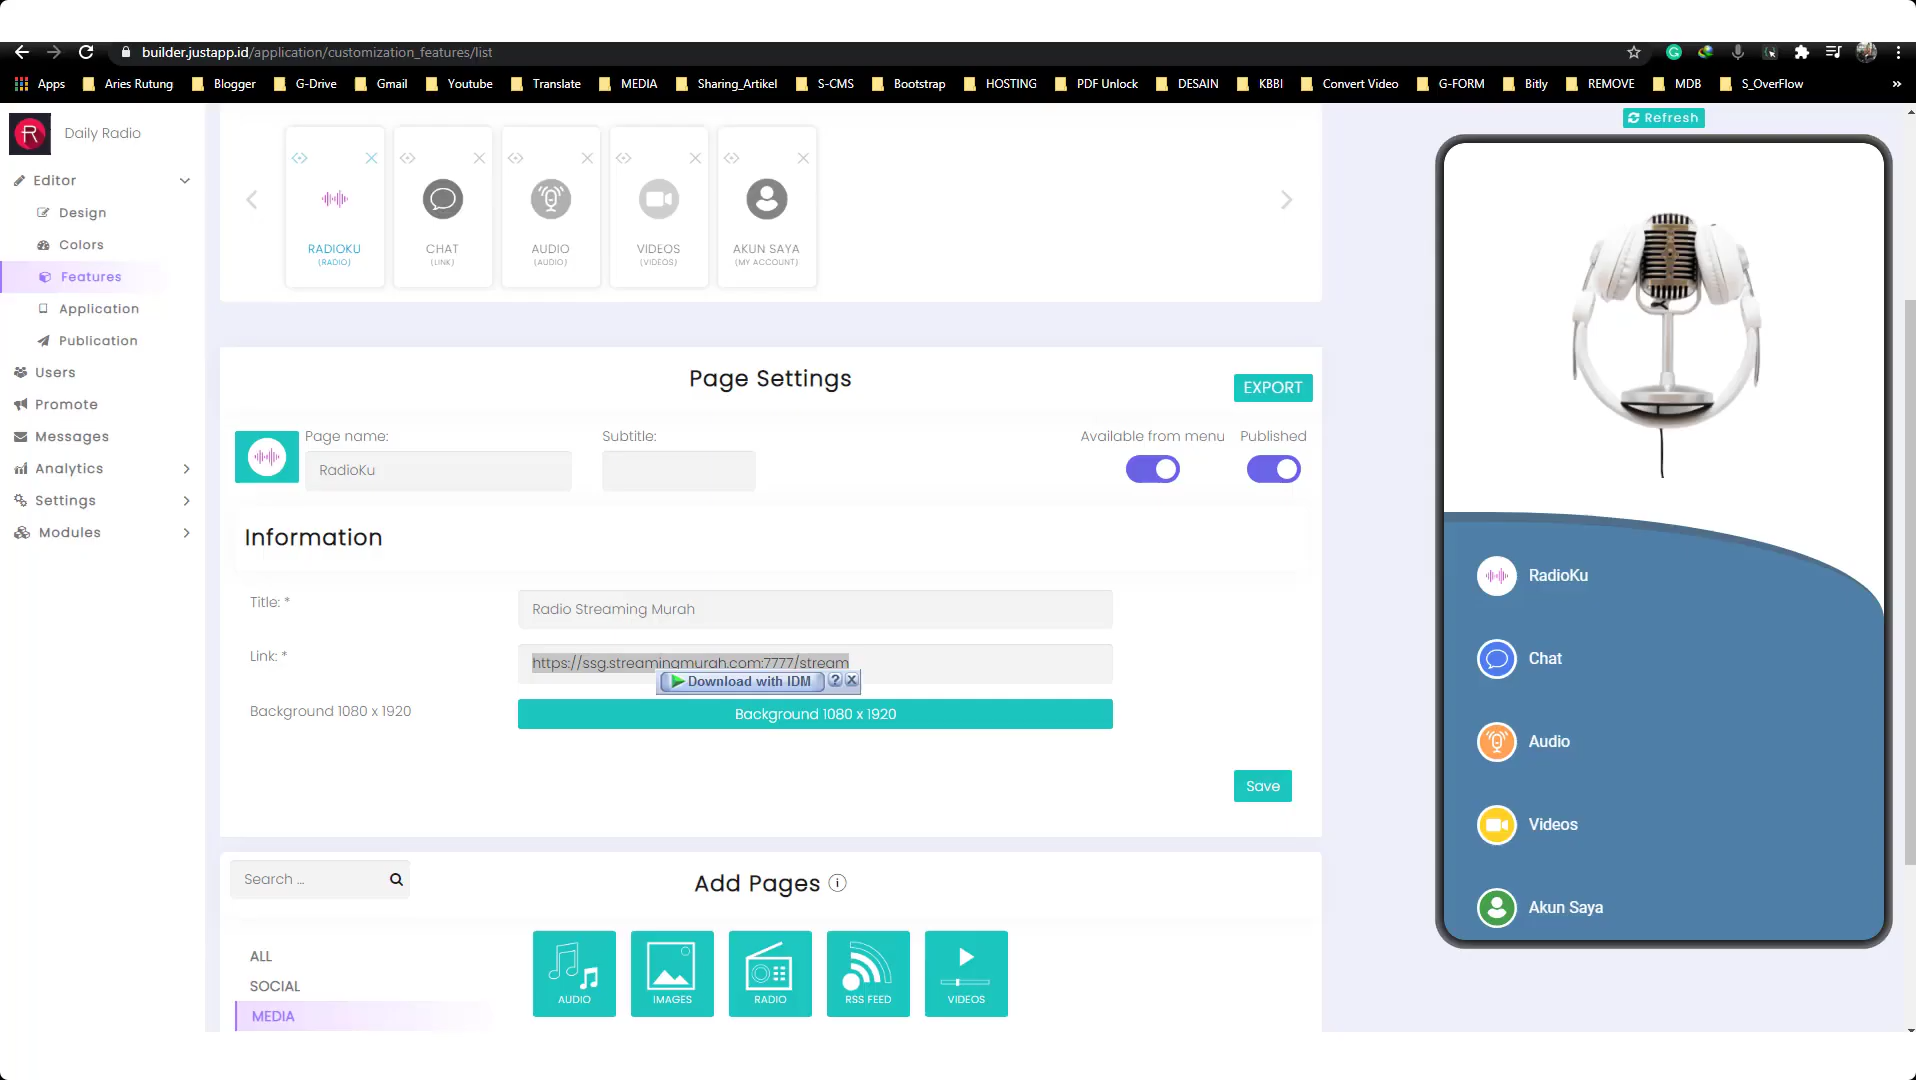 builder.justapp.id/application/customization_features/list
Apps Aries Rutung Blogger G-Drive Gmail Youtube Translate MEDIA Sharing_Artikel S-CMS Bootstrap HOSTING PDF Unlock DESAIN KBBI Convert Video G-FORM Bitly REMOVE MDB S_OverFlow »
R Daily Radio
Editor
Design
Colors
Features
Application
Publication
Users
Promote
Messages
Analytics
Settings
Modules
RADIOKU
(RADIO)
CHAT
(LINK)
AUDIO
(AUDIO)
VIDEOS
(VIDEOS)
AKUN SAYA
(MY ACCOUNT)
Page Settings
EXPORT
Page name:
RadioKu
Subtitle:
Available from menu
Published
Information
Title: *
Radio Streaming Murah
Link: *
https://ssg.streamingmurah.com:7777/stream
Download with IDM ? X
Background 1080 x 1920
Background 1080 x 1920
Save
Search ...
Add Pages i
ALL
SOCIAL
MEDIA
AUDIO
IMAGES
RADIO
RSS FEED
VIDEOS
Refresh
RadioKu
Chat
Audio
Videos
Akun Saya